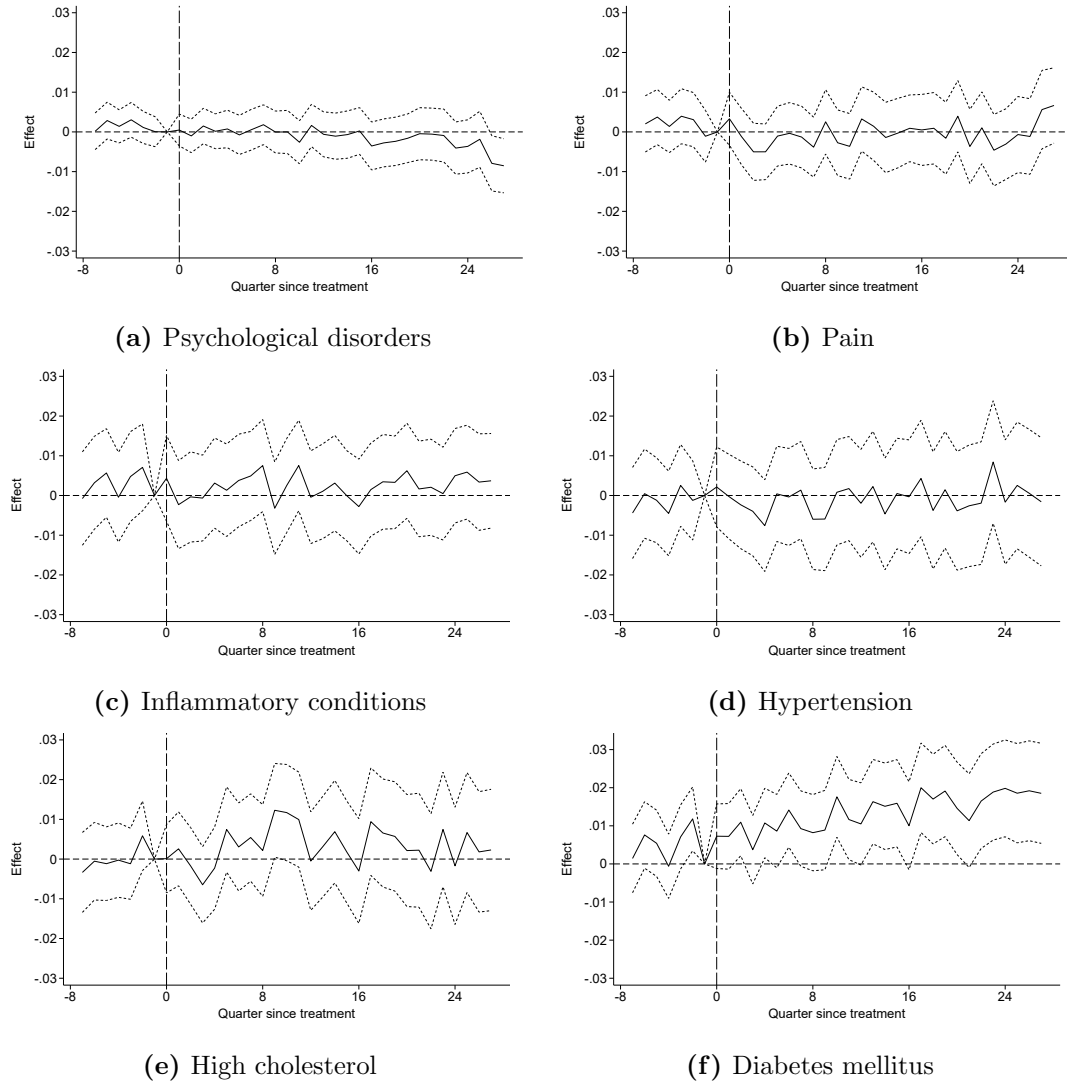 .03
.02
.01
0
-.01
-.02
-.03
Effect
-8 0 8 16 24
Quarter since treatment
(a) Psychological disorders
.03
.02
.01
0
-.01
-.02
-.03
Effect
-8 0 8 16 24
Quarter since treatment
(b) Pain
.03
.02
.01
0
-.01
-.02
-.03
Effect
-8 0 8 16 24
Quarter since treatment
(c) Inflammatory conditions
.03
.02
.01
0
-.01
-.02
-.03
Effect
-8 0 8 16 24
Quarter since treatment
(d) Hypertension
.03
.02
.01
0
-.01
-.02
-.03
Effect
-8 0 8 16 24
Quarter since treatment
(e) High cholesterol
.03
.02
.01
0
-.01
-.02
-.03
Effect
-8 0 8 16 24
Quarter since treatment
(f) Diabetes mellitus